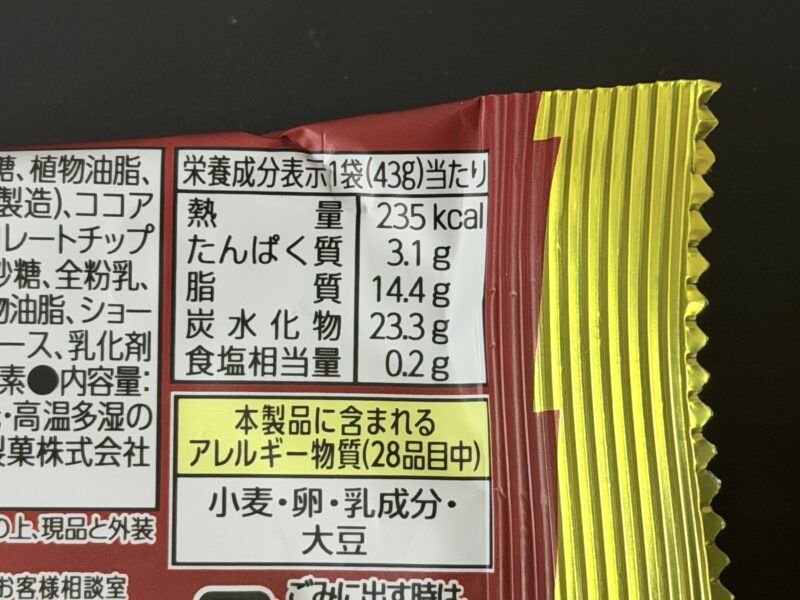 糖、植物油脂、
製造)、ココア
レートチップ
砂糖、全粉乳、
物油脂、ショー
ース、乳化剤
素●内容量:
・高温多湿の
製菓株式会社
の上、現品と外装
お客様相談室
栄養成分表示1袋(43g)当たり
熱量 235 kcal
たんぱく質 3.1 g
脂質 14.4 g
炭水化物 23.3 g
食塩相当量 0.2 g
本製品に含まれる
アレルギー物質(28品目中)
小麦・卵・乳成分・
大豆
ごみに出す時は